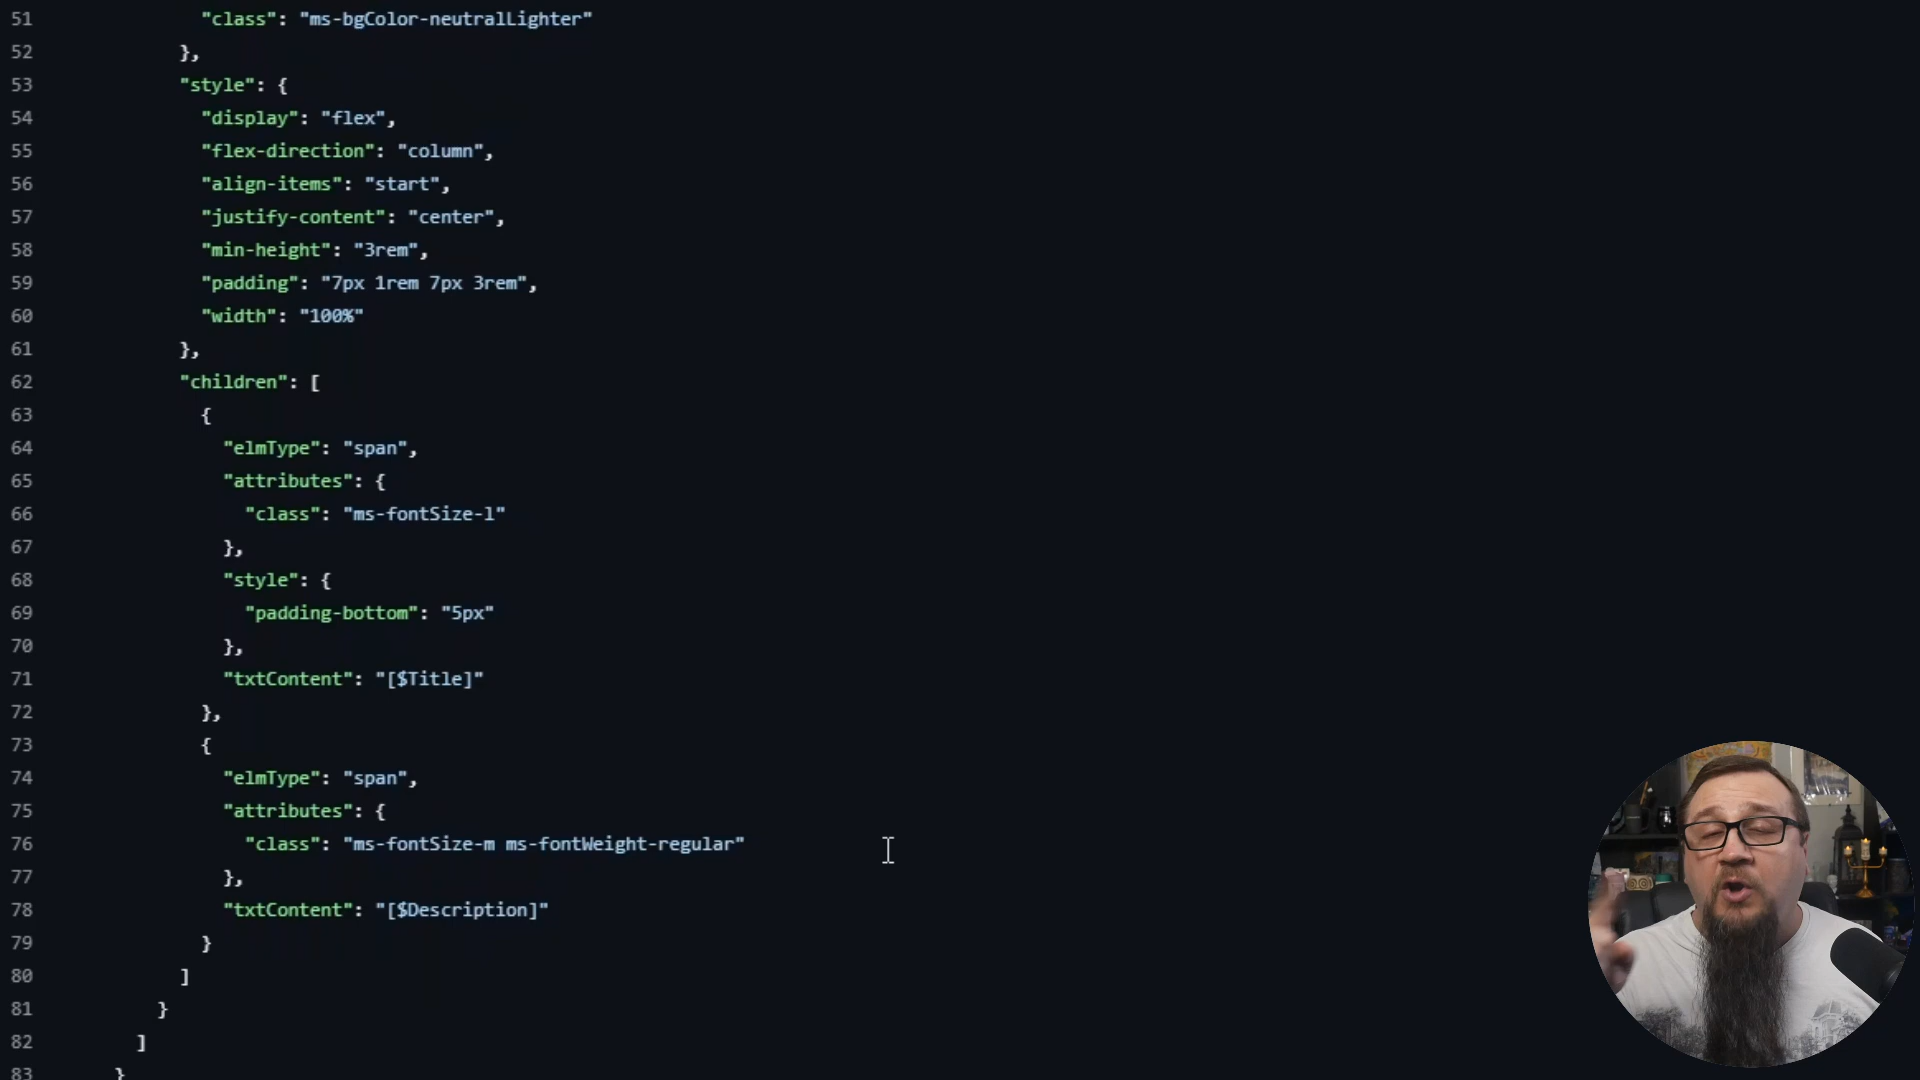 51 "class": "ms-bgColor-neutralLighter"
52 },
53 "style": {
54 "display": "flex",
55 "flex-direction": "column",
56 "align-items": "start",
57 "justify-content": "center",
58 "min-height": "3rem",
59 "padding": "7px 1rem 7px 3rem",
60 "width": "100%"
61 },
62 "children": [
63 {
64 "elmType": "span",
65 "attributes": {
66 "class": "ms-fontSize-l"
67 },
68 "style": {
69 "padding-bottom": "5px"
70 },
71 "txtContent": "[$Title]"
72 },
73 {
74 "elmType": "span",
75 "attributes": {
76 "class": "ms-fontSize-m ms-fontWeight-regular"
77 },
78 "txtContent": "[$Description]"
79 }
80 ]
81 }
82 ]
83 }